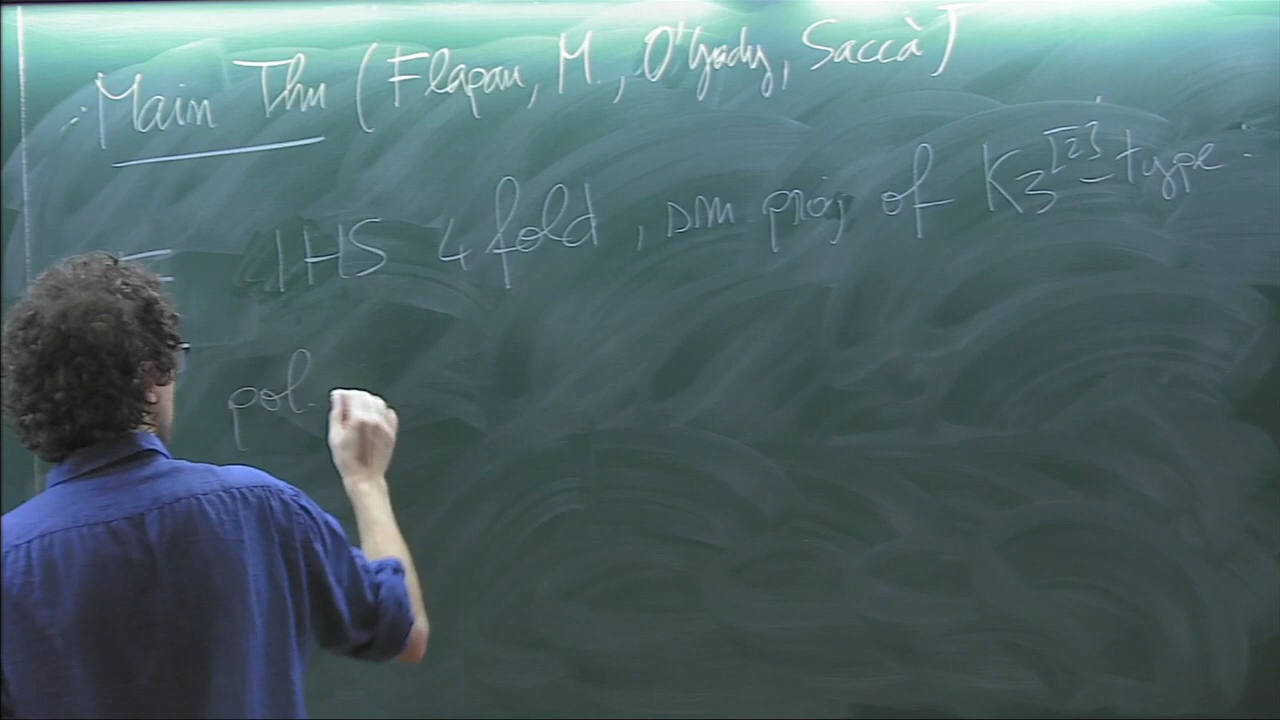 Main Thm (Flapan, M., O'Grady, Saccà)
IHS 4 fold, sm. proj of K3^[2]-type.
pol.